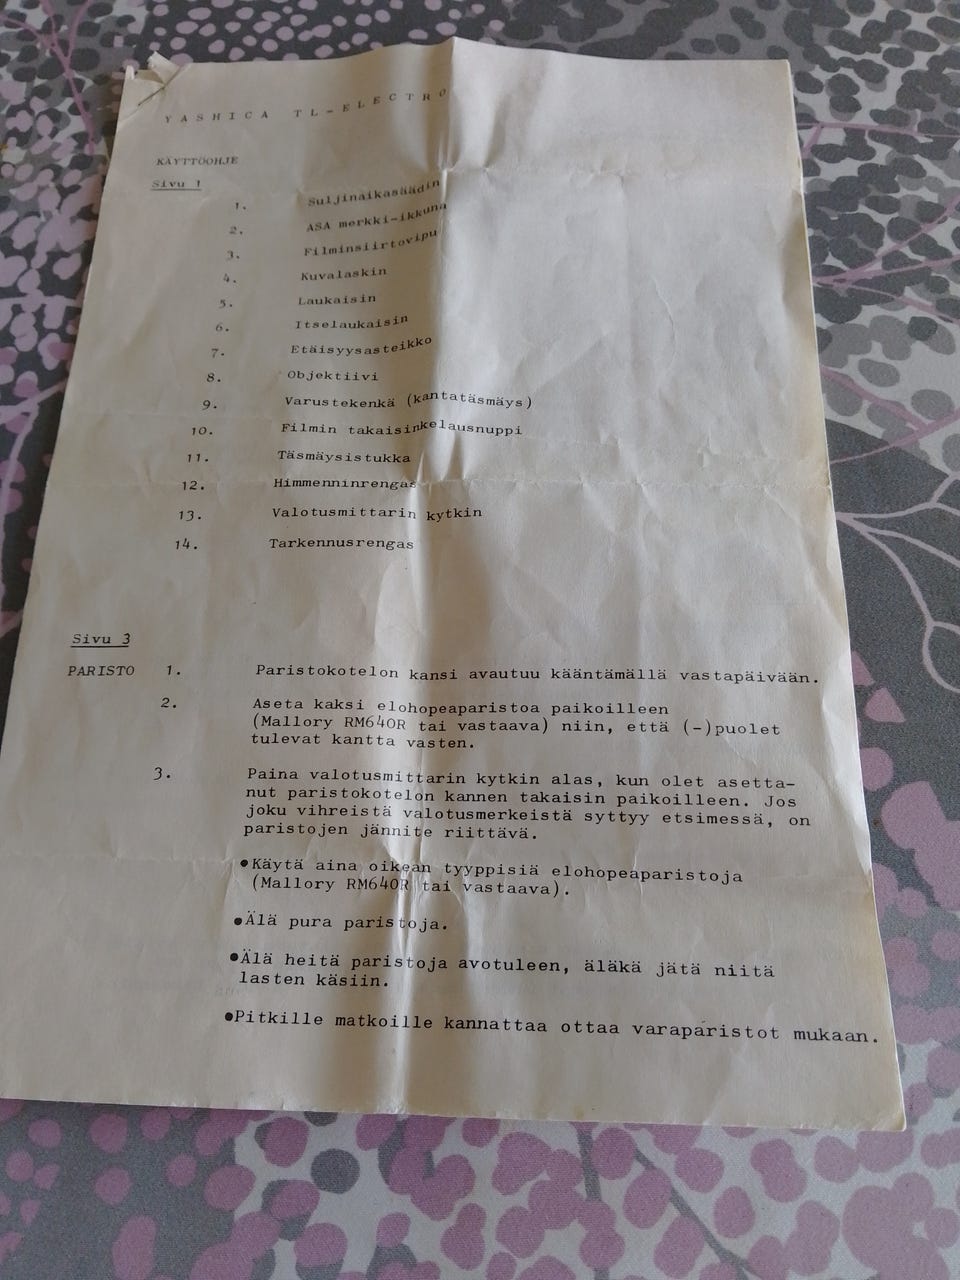 YASHICA TL-ELECTRO
KÄYTTÖOHJE
Sivu 1
1. Suljinaikasäädin
2. ASA merkki-ikkuna
3. Filminsiirtovipu
4. Kuvalaskin
5. Laukaisin
6. Itselaukaisin
7. Etäisyysasteikko
8. Objektiivi
9. Varustekenkä (kantatäsmäys)
10. Filmin takaisinkelausnuppi
11. Täsmäysistukka
12. Himmenninrengas
13. Valotusmittarin kytkin
14. Tarkennusrengas
Sivu 3
PARISTO 1. Paristokotelon kansi avautuu kääntämällä vastapäivään.
2. Aseta kaksi elohopeaparistoa paikoilleen
(Mallory RM640R tai vastaava) niin, että (-)puolet
tulevat kantta vasten.
3. Paina valotusmittarin kytkin alas, kun olet asetta-
nut paristokotelon kannen takaisin paikoilleen. Jos
joku vihreistä valotusmerkeistä syttyy etsimessä, on
paristojen jännite riittävä.
●Käytä aina oikean tyyppisiä elohopeaparistoja
(Mallory RM640R tai vastaava).
●Älä pura paristoja.
●Älä heitä paristoja avotuleen, äläkä jätä niitä
lasten käsiin.
●Pitkille matkoille kannattaa ottaa varaparistot mukaan.